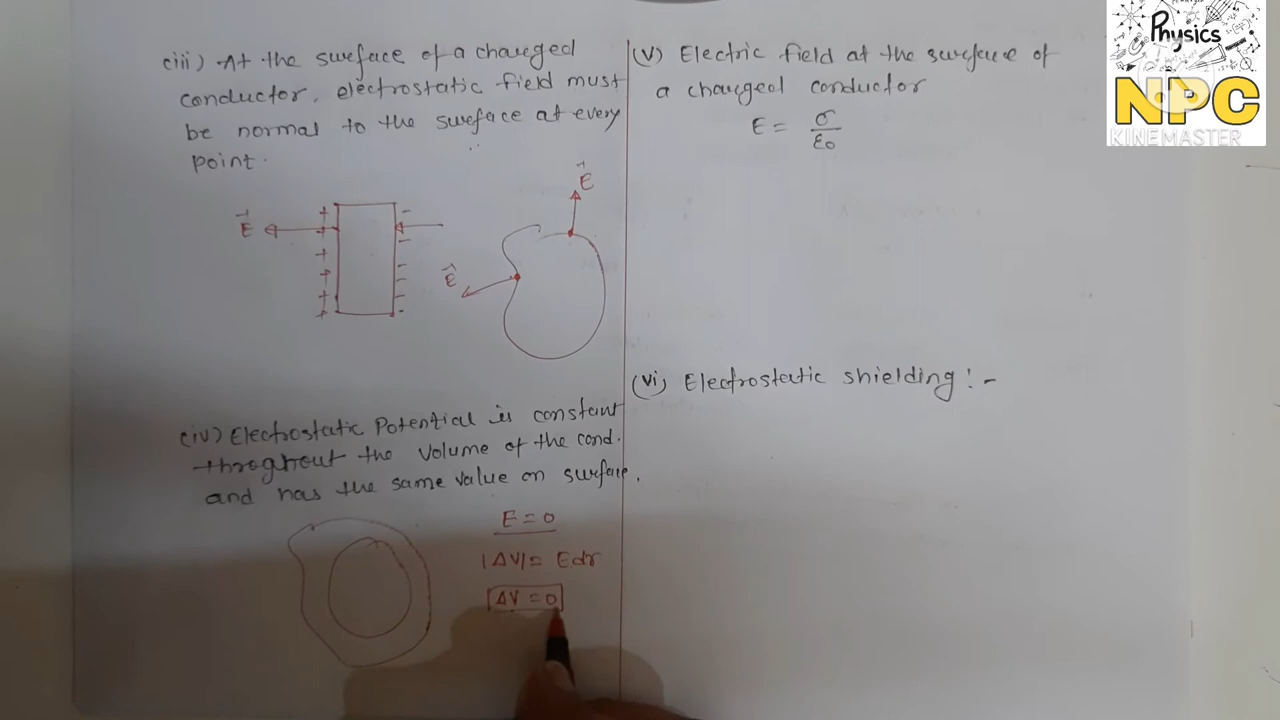 (iii) At the surface of a charged
conductor, electrostatic field must
be normal to the surface at every
point.
E⃗
+ + + + + +
- - - - - -
E⃗
E⃗
(iv) Electrostatic Potential is constant
throghout the volume of the cond.
and has the same value on surface.
E = 0
|ΔV| = Edr
ΔV = 0
(v) Electric field at the surface of
a charged conductor
E = σ/ε0
(vi) Electrostatic shielding :-
Physics
NPC
KINEMASTER